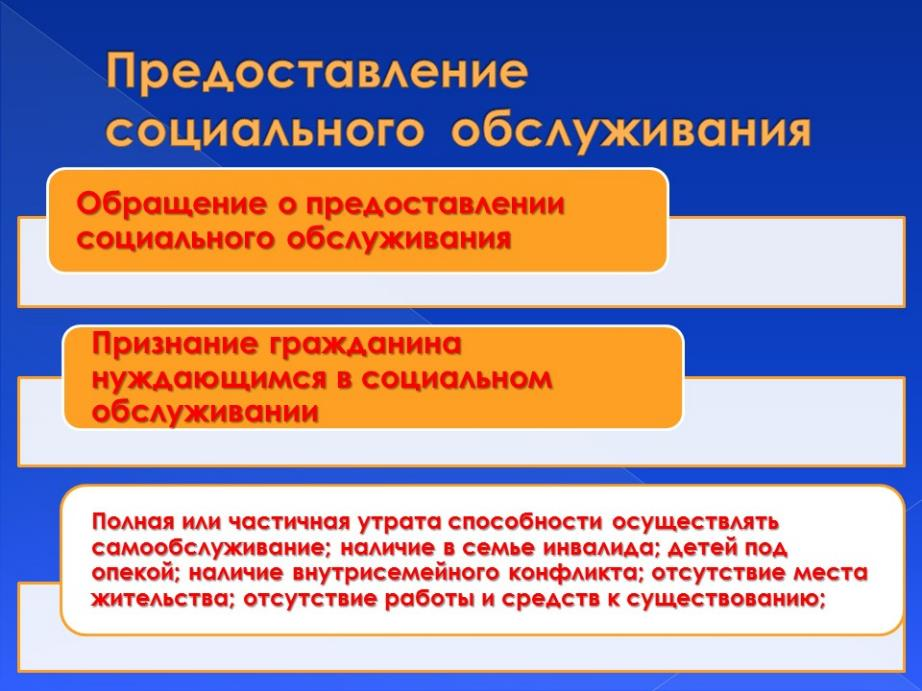 Предоставление
социального обслуживания
Обращение о предоставлении
социального обслуживания
Признание гражданина
нуждающимся в социальном
обслуживании
Полная или частичная утрата способности осуществлять
самообслуживание; наличие в семье инвалида; детей под
опекой; наличие внутрисемейного конфликта; отсутствие места
жительства; отсутствие работы и средств к существованию;